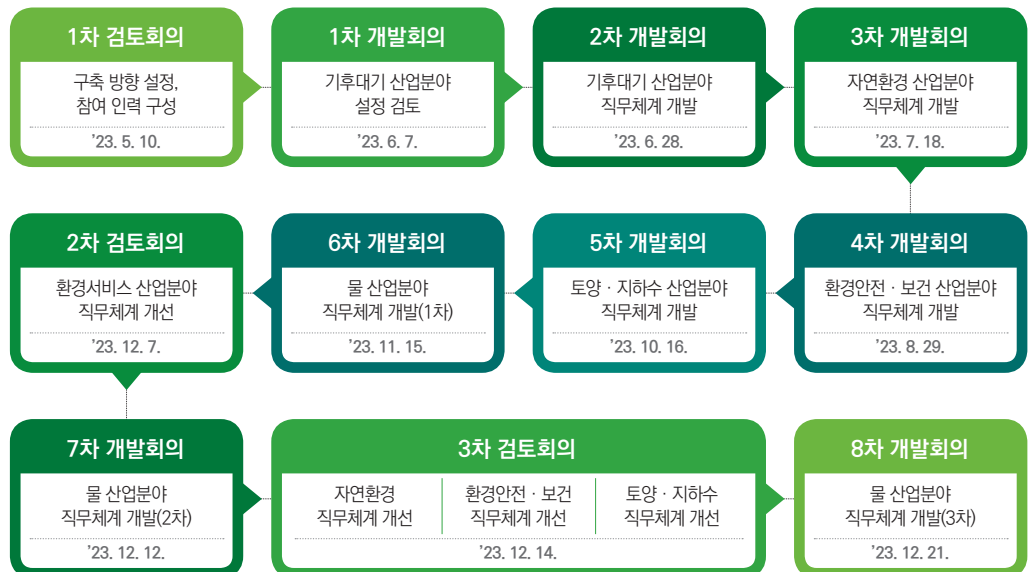 1차 검토회의
구축 방향 설정,
참여 인력 구성
'23. 5. 10.
1차 개발회의
기후대기 산업분야
설정 검토
'23. 6. 7.
2차 개발회의
기후대기 산업분야
직무체계 개발
'23. 6. 28.
3차 개발회의
자연환경 산업분야
직무체계 개발
'23. 7. 18.
4차 개발회의
환경안전 · 보건 산업분야
직무체계 개발
'23. 8. 29.
5차 개발회의
토양 · 지하수 산업분야
직무체계 개발
'23. 10. 16.
6차 개발회의
물 산업분야
직무체계 개발(1차)
'23. 11. 15.
2차 검토회의
환경서비스 산업분야
직무체계 개선
'23. 12. 7.
7차 개발회의
물 산업분야
직무체계 개발(2차)
'23. 12. 12.
3차 검토회의
자연환경
직무체계 개선
환경안전 · 보건
직무체계 개선
토양 · 지하수
직무체계 개선
'23. 12. 14.
8차 개발회의
물 산업분야
직무체계 개발(3차)
'23. 12. 21.